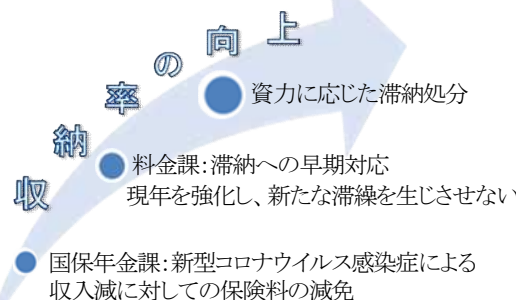 収納率の向上
資力に応じた滞納処分
料金課:滞納への早期対応
現年を強化し、新たな滞繰を生じさせない
国保年金課:新型コロナウイルス感染症による
収入減に対しての保険料の減免